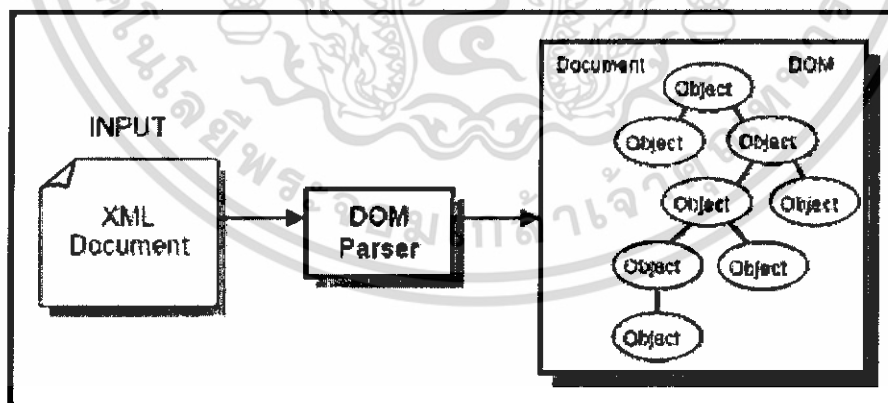 INPUT
XML
Document
DOM
Parser
Document DOM
Object
Object Object
Object Object
Object Object
Object